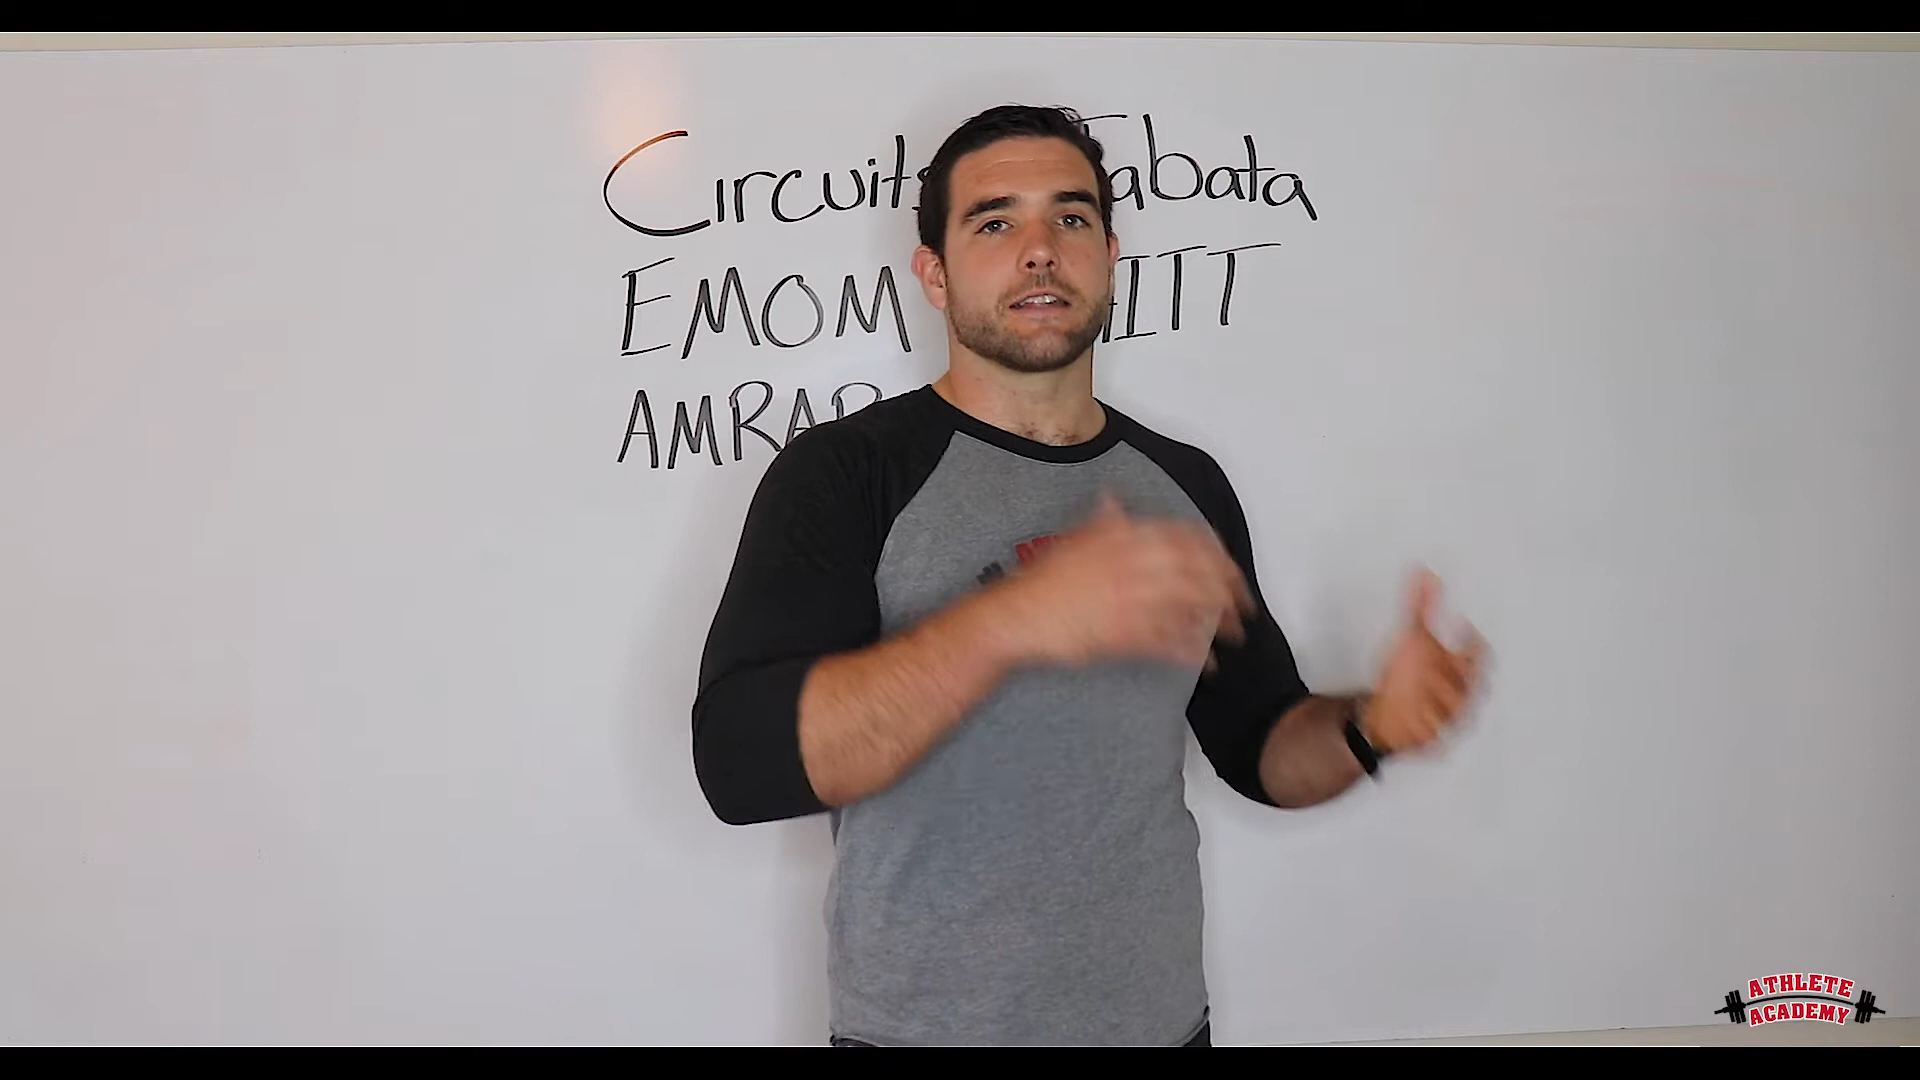 Circuits Tabata
EMOM HIIT
AMRAP
ATHLETE
ACADEMY